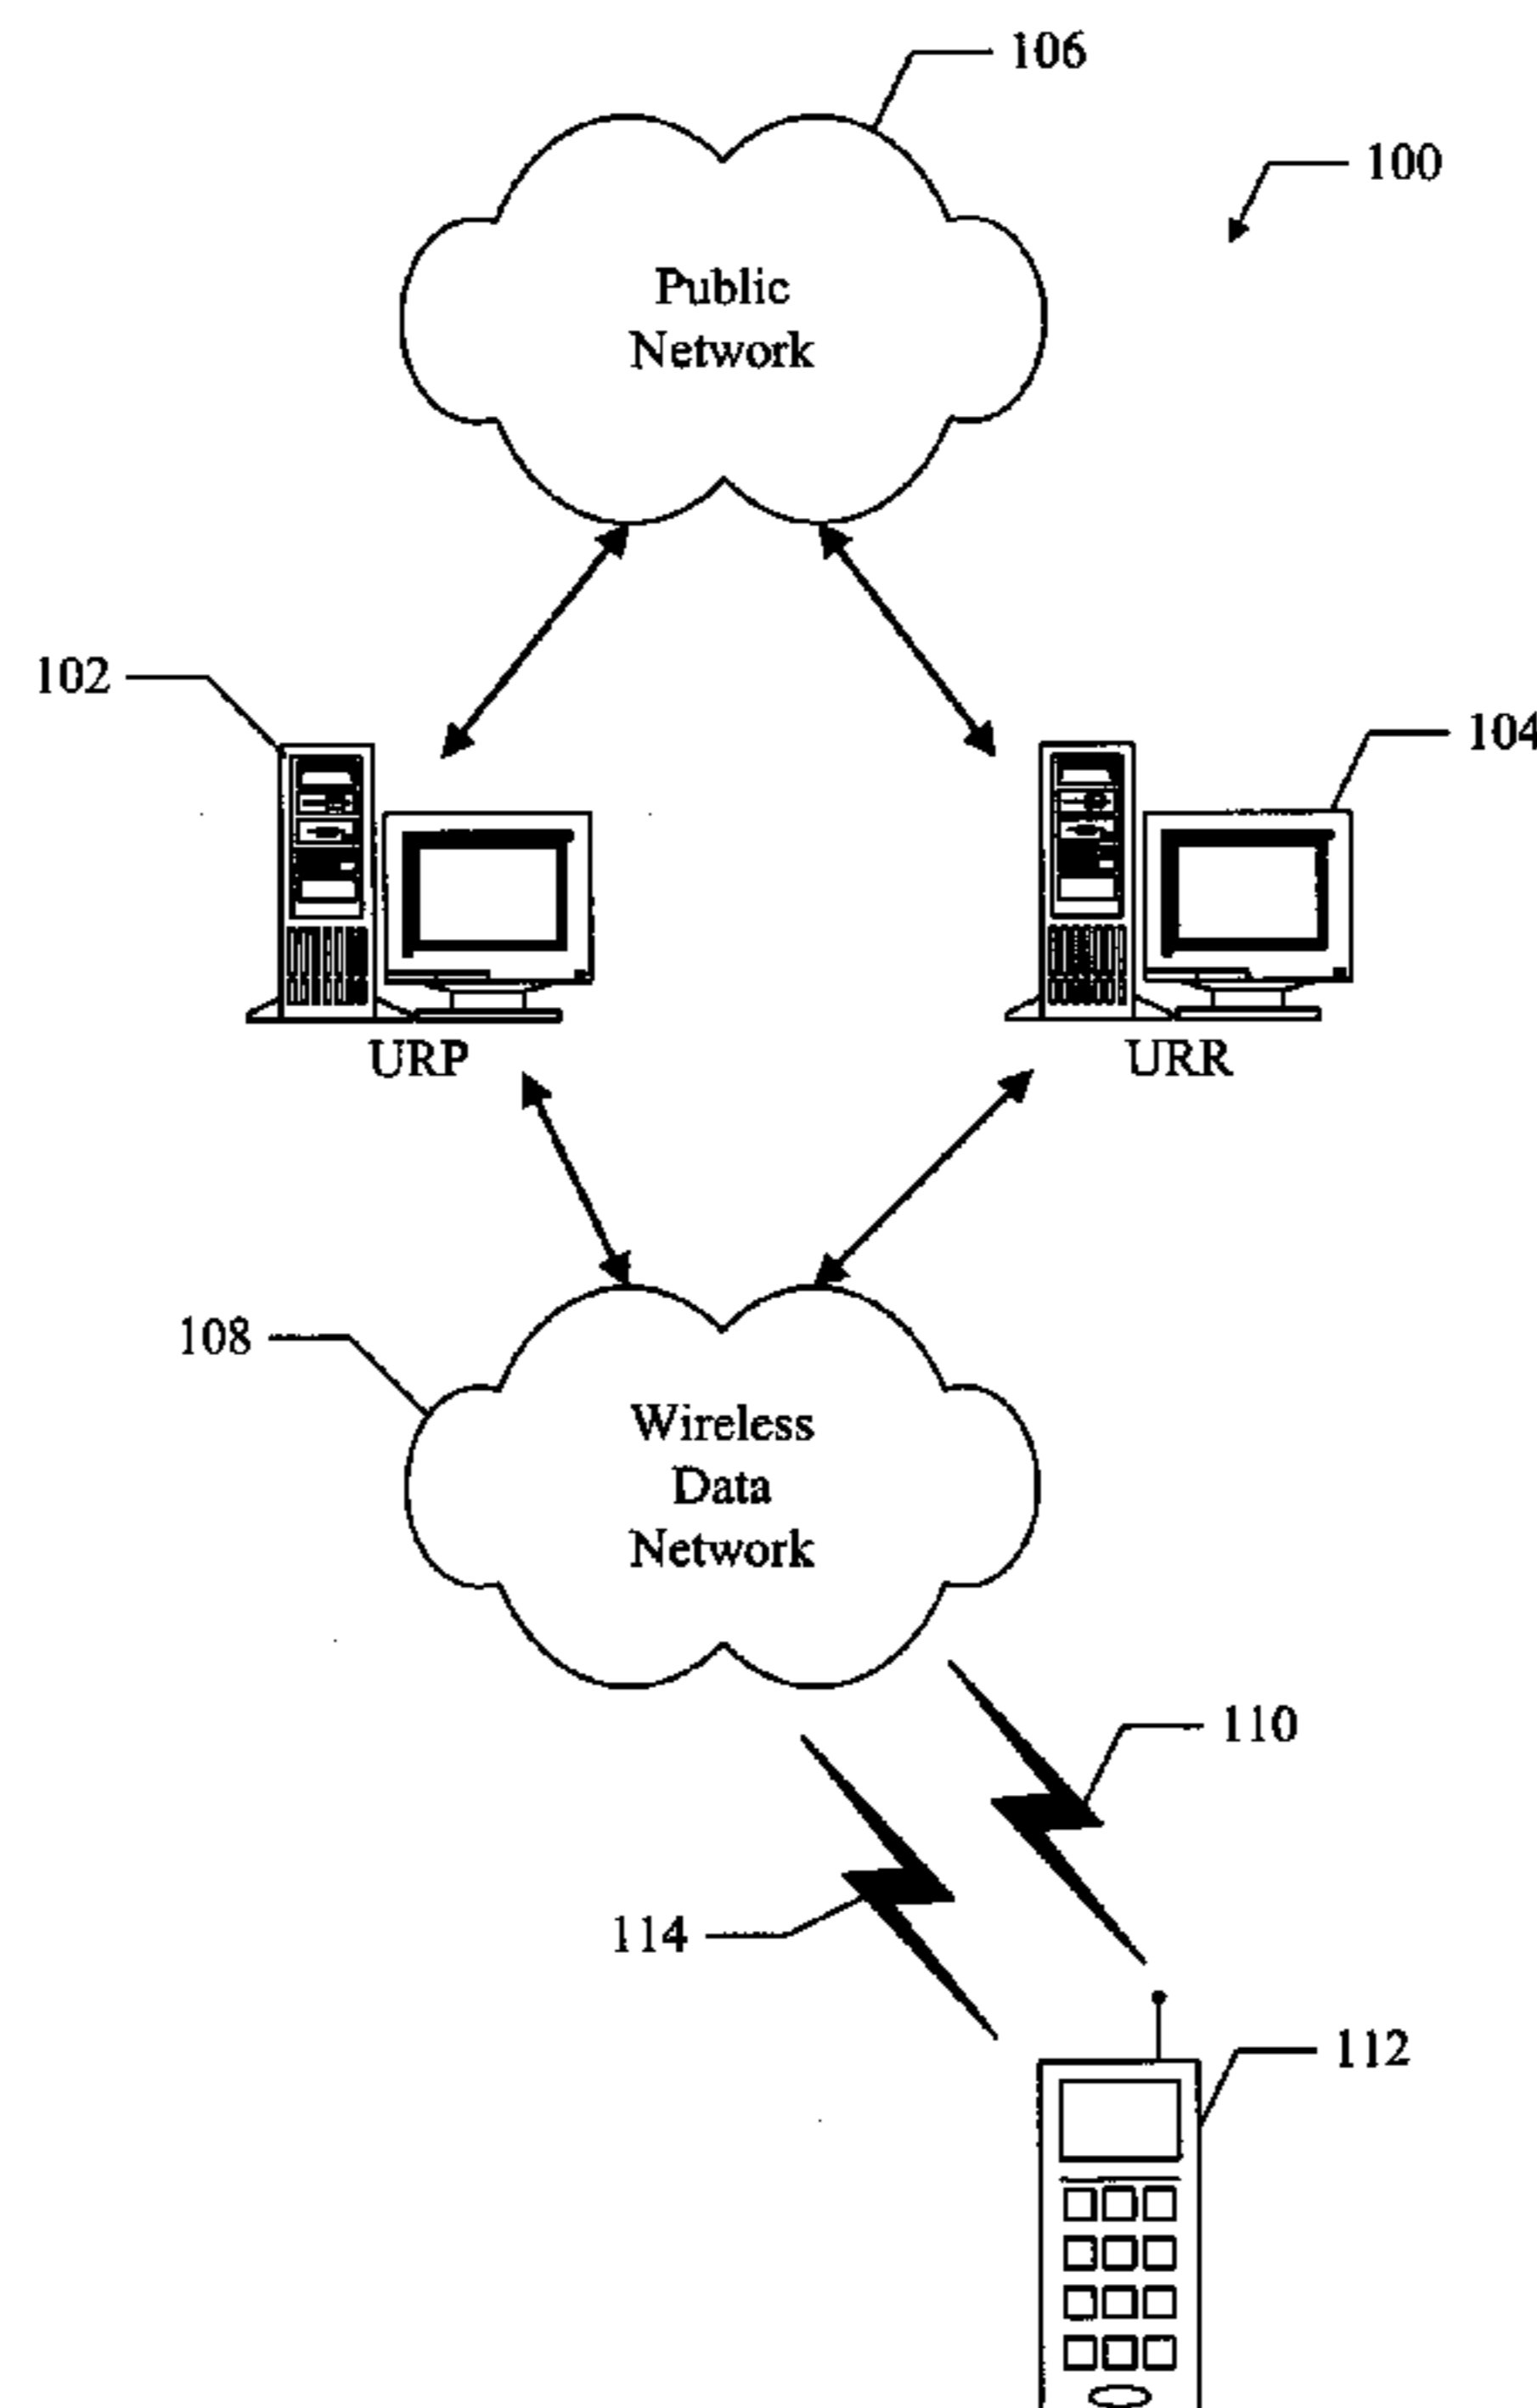 106
100
Public
Network
102
104
URP
URR
108
Wireless
Data
Network
110
114
112